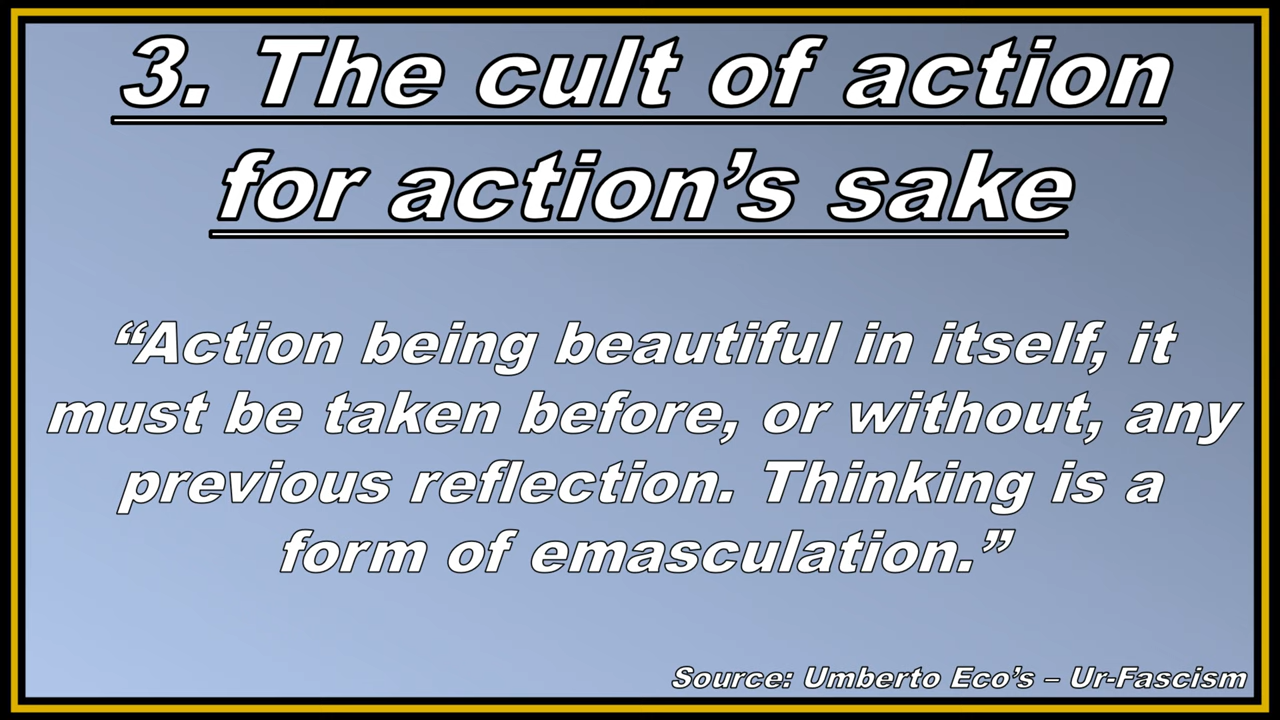 3. The cult of action
for action’s sake
“Action being beautiful in itself, it
must be taken before, or without, any
previous reflection. Thinking is a
form of emasculation.”
Source: Umberto Eco’s – Ur-Fascism